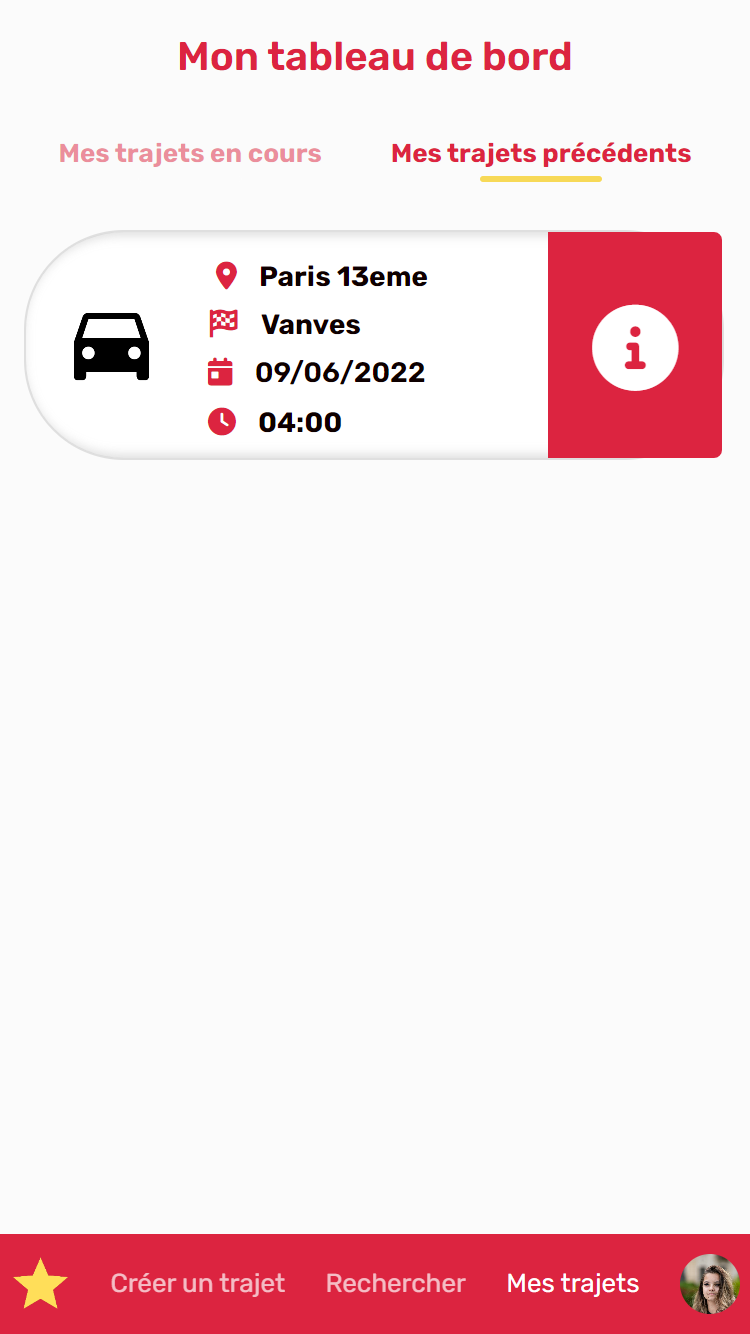 Mon tableau de bord
Mes trajets en cours
Mes trajets précédents
Paris 13eme
Vanves
09/06/2022
04:00
Créer un trajet
Rechercher
Mes trajets